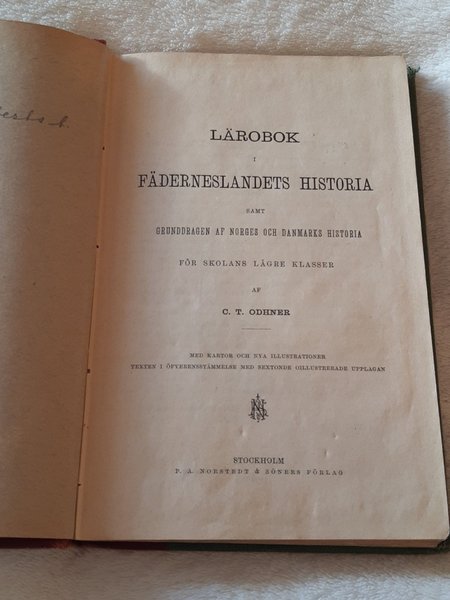 LÄROBOK
I
FÄDERNESLANDETS HISTORIA
SAMT
GRUNDDRAGEN AF NORGES OCH DANMARKS HISTORIA
FÖR SKOLANS LÄGRE KLASSER
AF
C. T. ODHNER
MED KARTOR OCH NYA ILLUSTRATIONER
TEXTEN I ÖFVERENSSTÄMMELSE MED SEXTONDE OILLUSTRERADE UPPLAGAN
STOCKHOLM
P. A. NORSTEDT & SÖNERS FÖRLAG